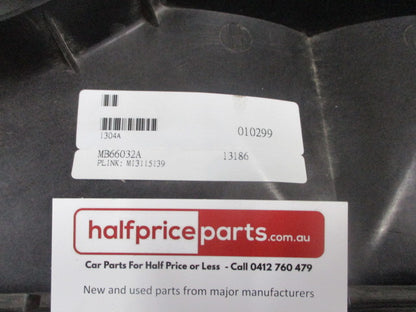 1304A
010299
MB66032A 13186
PLINK: MI3115139
halfpriceparts.com.au
Car Parts For Half Price or Less - Call 0412 760 479
New and used parts from major manufacturers